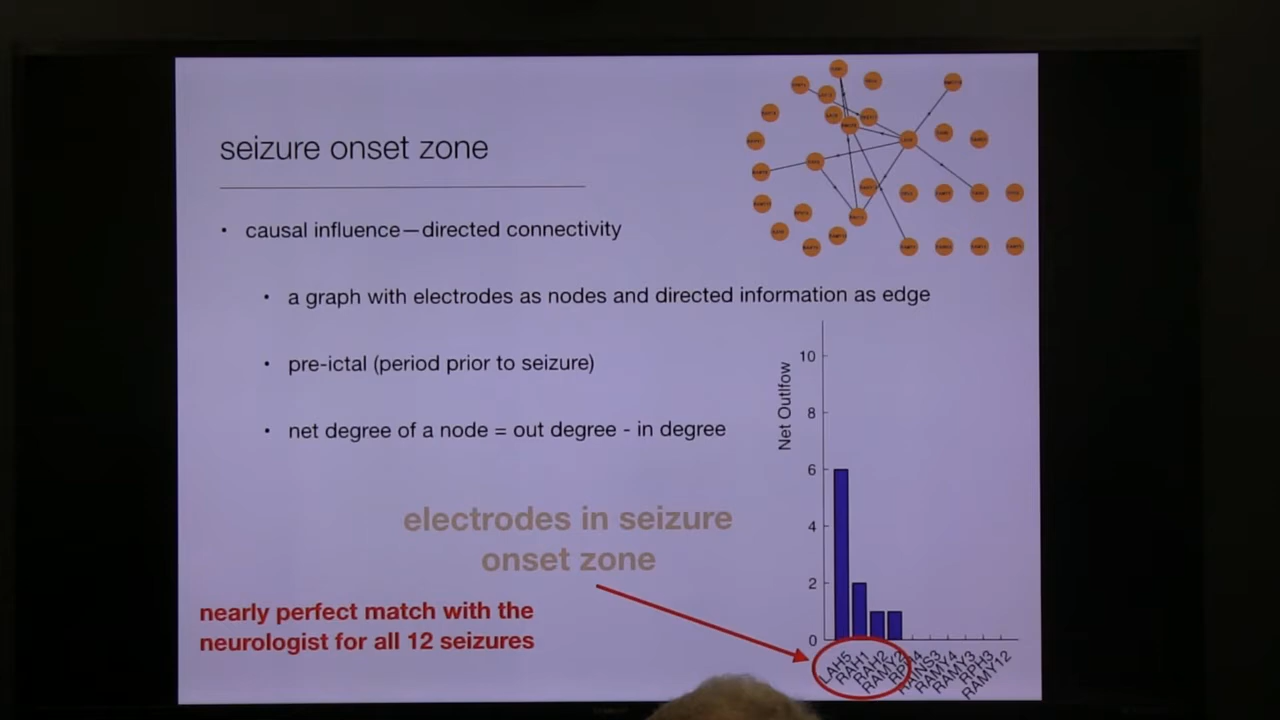 seizure onset zone
• causal influence—directed connectivity
• a graph with electrodes as nodes and directed information as edge
• pre-ictal (period prior to seizure)
• net degree of a node = out degree - in degree
electrodes in seizure
onset zone
nearly perfect match with the
neurologist for all 12 seizures
Net Outlfow
10
8
6
4
2
0
LAH5
RAH1
RAH2
RAMY2
RPH4
RAINS3
RAMY4
RAMY3
RPH3
RAMY12